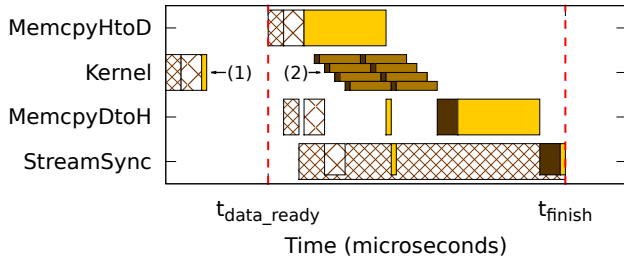 MemcpyHtoD
Kernel
(1)
(2)
MemcpyDtoH
StreamSync
t_data_ready
t_finish
Time (microseconds)